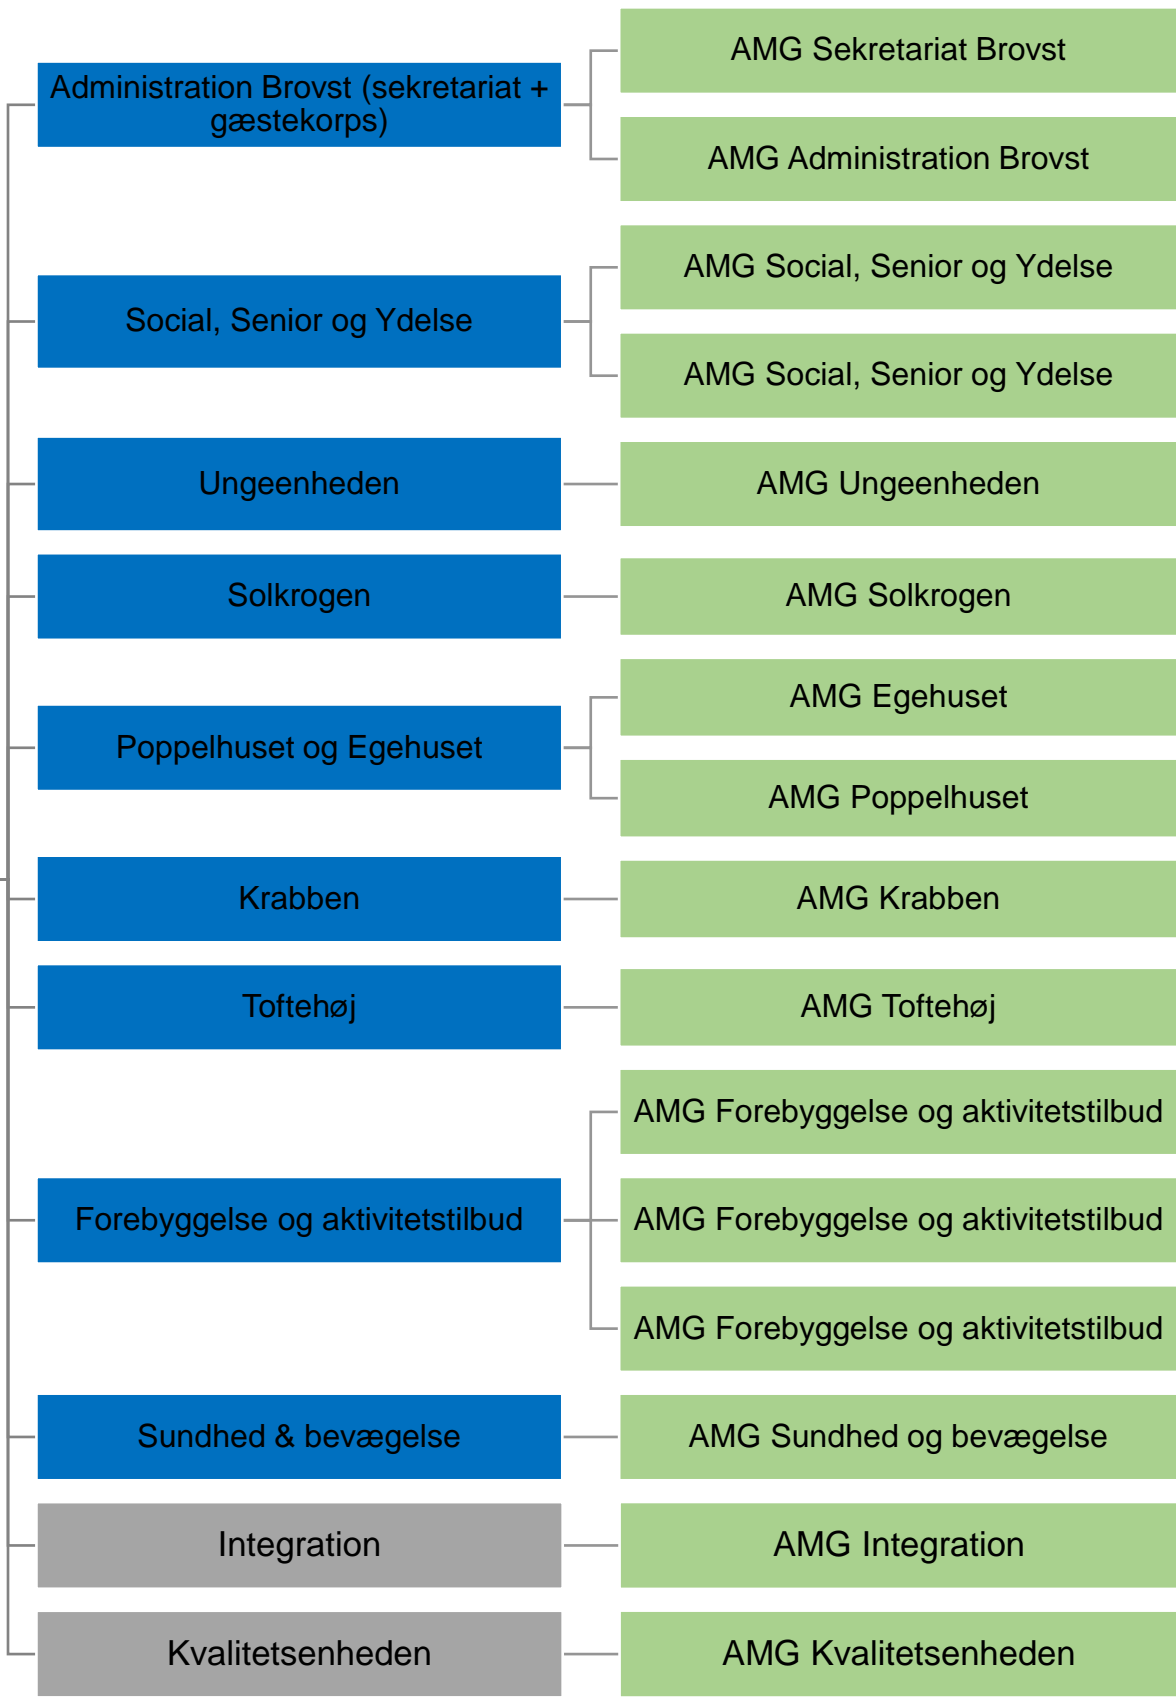 Administration Brovst (sekretariat +
gæstekorps)
AMG Sekretariat Brovst
AMG Administration Brovst
Social, Senior og Ydelse
AMG Social, Senior og Ydelse
AMG Social, Senior og Ydelse
Ungeenheden
AMG Ungeenheden
Solkrogen
AMG Solkrogen
Poppelhuset og Egehuset
AMG Egehuset
AMG Poppelhuset
Krabben
AMG Krabben
Toftehøj
AMG Toftehøj
Forebyggelse og aktivitetstilbud
AMG Forebyggelse og aktivitetstilbud
AMG Forebyggelse og aktivitetstilbud
AMG Forebyggelse og aktivitetstilbud
Sundhed & bevægelse
AMG Sundhed og bevægelse
Integration
AMG Integration
Kvalitetsenheden
AMG Kvalitetsenheden